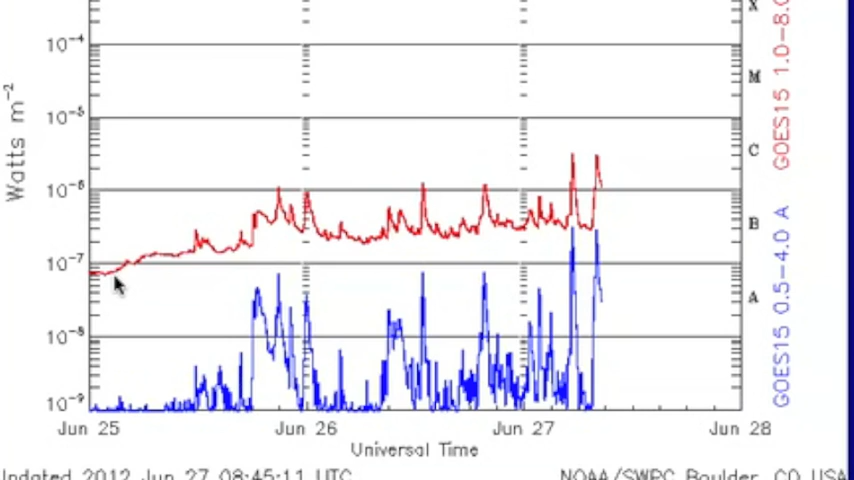 X
10⁻⁴
M
10⁻⁵
C
10⁻⁶
B
10⁻⁷
A
10⁻⁸
10⁻⁹
Watts m⁻²
GOES15 1.0-8.0
GOES15 0.5-4.0 A
Jun 25 Jun 26 Jun 27 Jun 28
Universal Time
Updated 2012 Jun 27 08:45:11 UTC NOAA/SWPC Boulder, CO USA